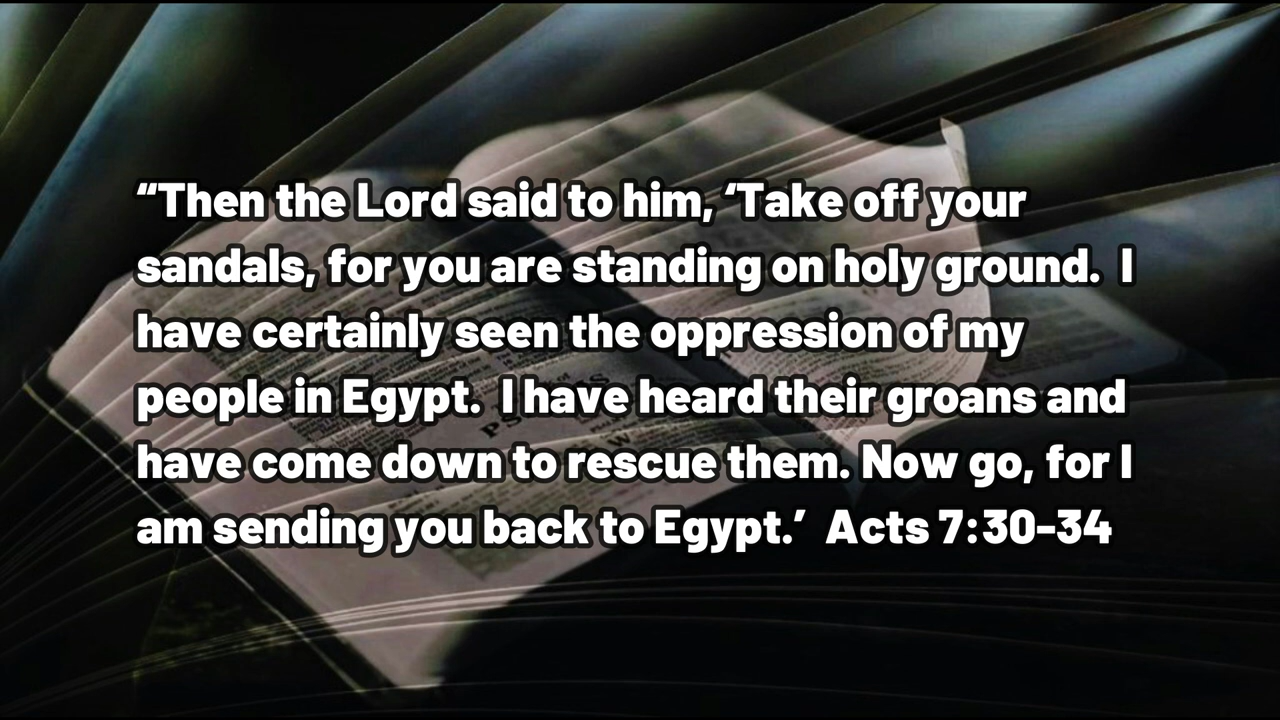 “Then the Lord said to him, ‘Take off your
sandals, for you are standing on holy ground.  I
have certainly seen the oppression of my
people in Egypt.  I have heard their groans and
have come down to rescue them. Now go, for I
am sending you back to Egypt.’  Acts 7:30-34